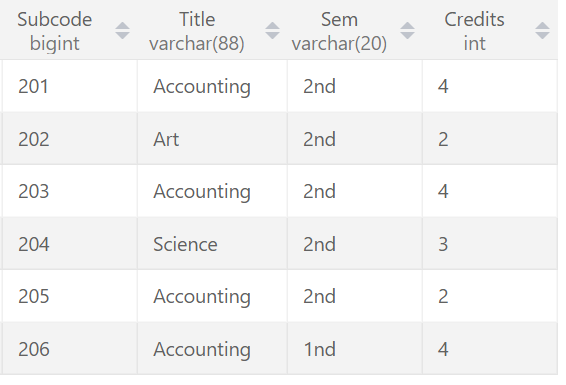 Subcode Title Sem Credits
bigint varchar(88) varchar(20) int
201 Accounting 2nd 4
202 Art 2nd 2
203 Accounting 2nd 4
204 Science 2nd 3
205 Accounting 2nd 2
206 Accounting 1nd 4